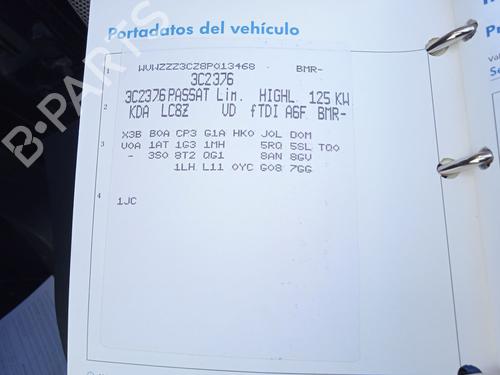 Portadatos del vehículo
1 WVWZZZ3CZ8P013468 - BMR-
3C2376
3C2376 PASSAT Lim. HIGHL 125 KW
2 KDA LC8Z VD fTDI A6F BMR-
X3B B0A CP3 G1A HK0 J0L D0M
3 V0A 1AT 1G3 1MH 5RQ 5SL TQ0
- 3S0 8T2 QG1 8AN 8GV
1LH L11 0YC G08 7GG
4
1JC
B-PARTS